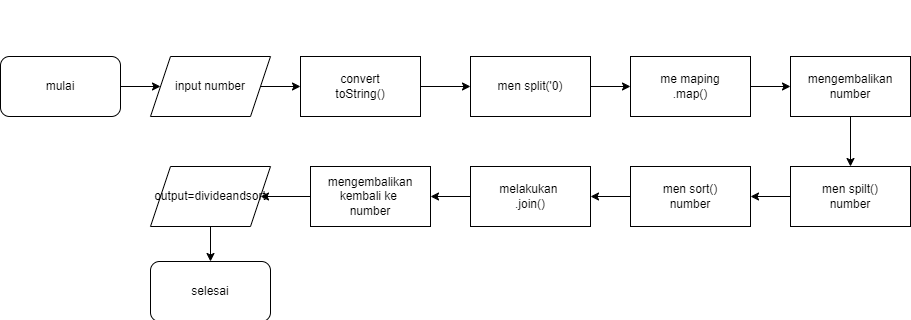 mulai
input number
convert
toString()
men split('0)
me maping
.map()
mengembalikan
number
men spilt()
number
men sort()
number
melakukan
.join()
mengembalikan
kembali ke
number
output=divideandsort
selesai